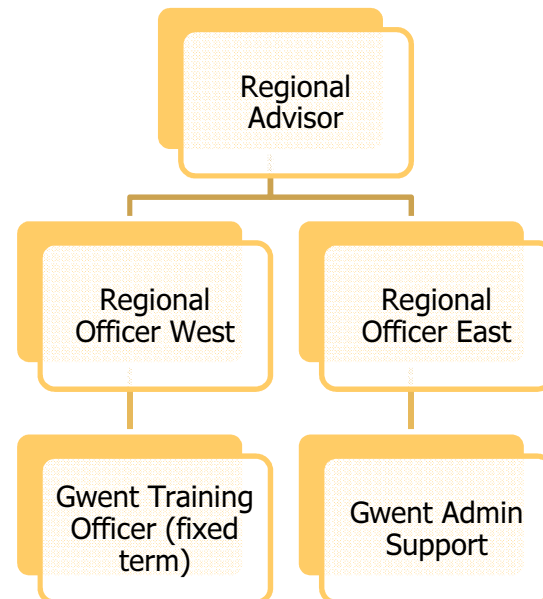 Regional
Advisor
Regional
Officer West
Regional
Officer East
Gwent Training
Officer (fixed
term)
Gwent Admin
Support